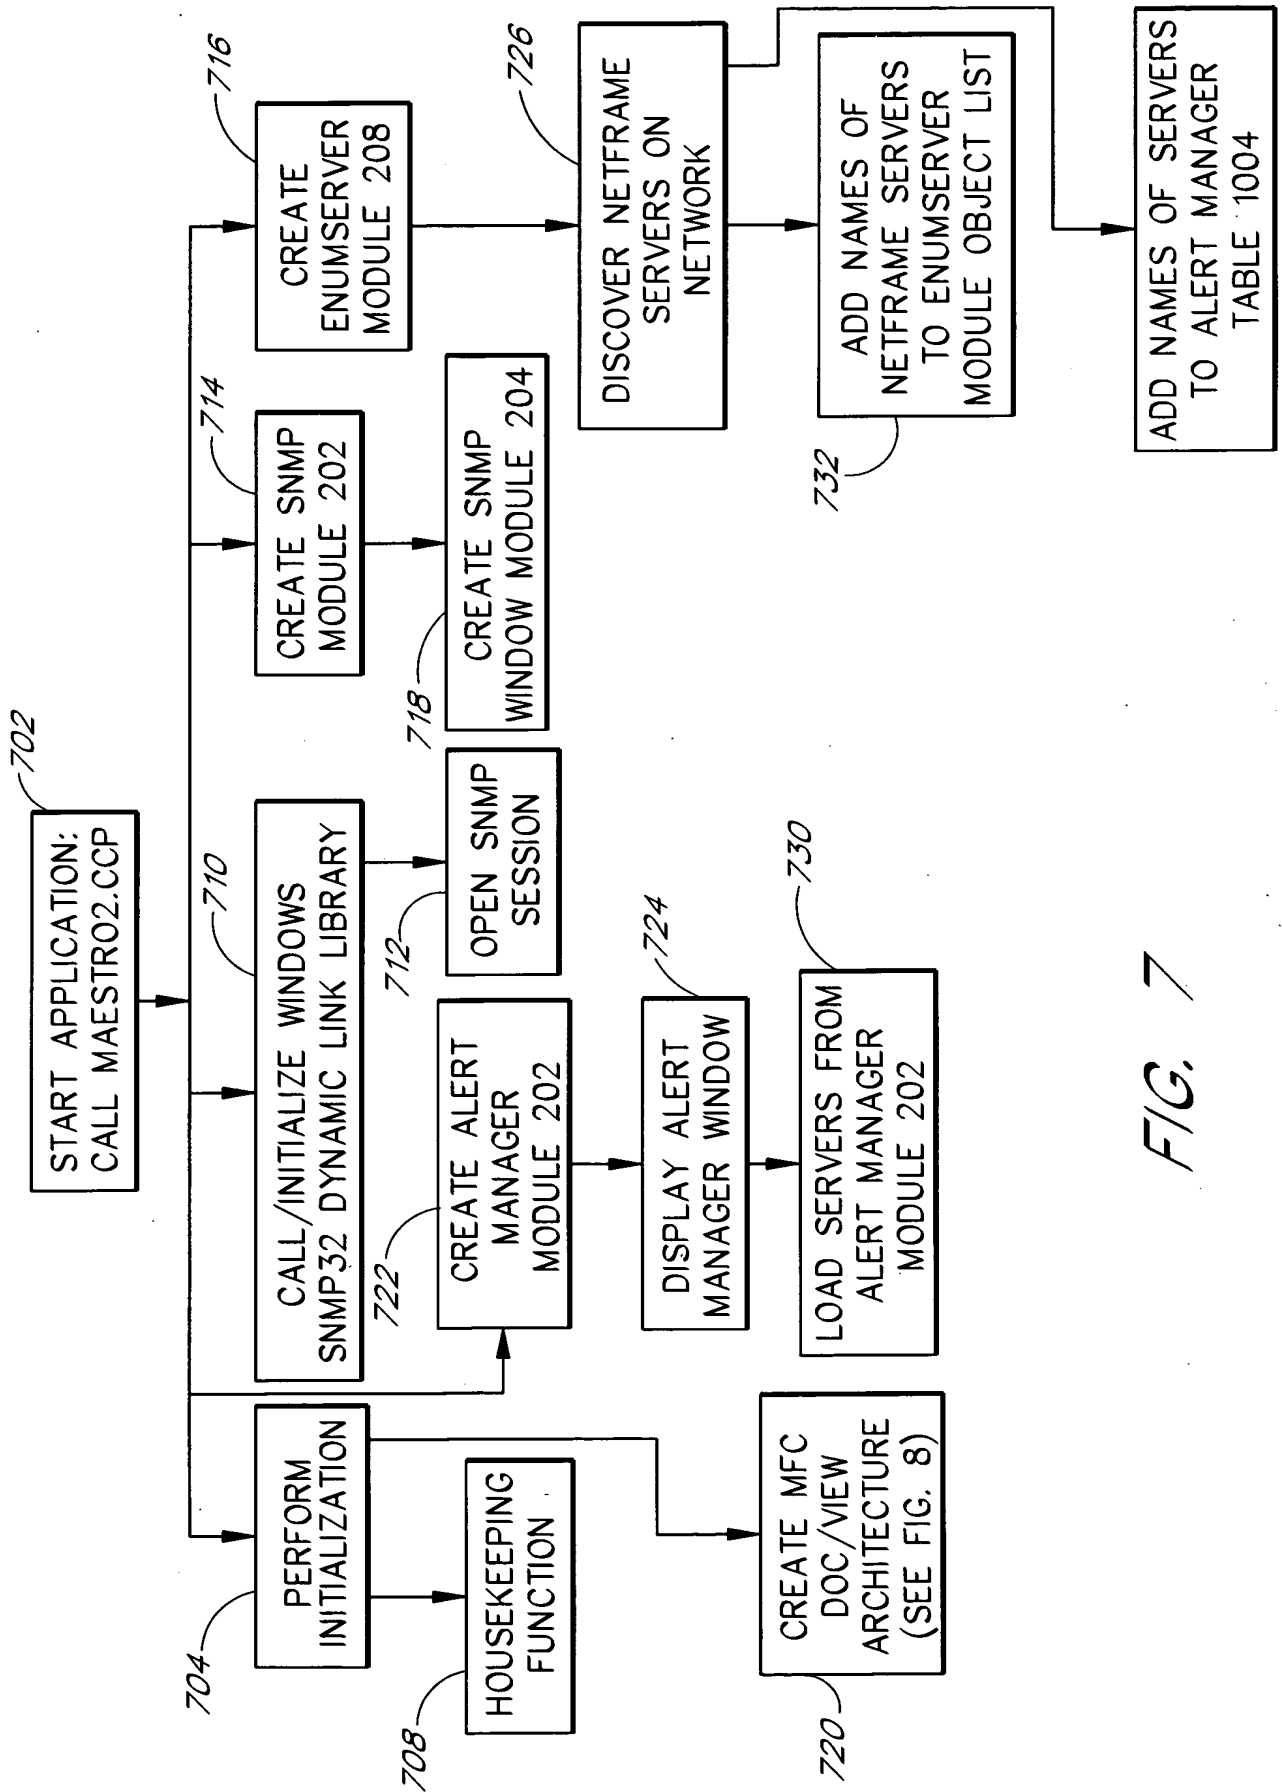 702
START APPLICATION:
CALL MAESTRO2.CCP
704
PERFORM
INITIALIZATION
710
CALL/INITIALIZE WINDOWS
SNMP32 DYNAMIC LINK LIBRARY
714
CREATE SNMP
MODULE 202
716
CREATE
ENUMSERVER
MODULE 208
708
HOUSEKEEPING
FUNCTION
722
CREATE ALERT
MANAGER
MODULE 202
712
OPEN SNMP
SESSION
718
CREATE SNMP
WINDOW MODULE 204
726
DISCOVER NETFRAME
SERVERS ON
NETWORK
724
DISPLAY ALERT
MANAGER WINDOW
720
CREATE MFC
DOC/VIEW
ARCHITECTURE
(SEE FIG. 8)
730
LOAD SERVERS FROM
ALERT MANAGER
MODULE 202
732
ADD NAMES OF
NETFRAME SERVERS
TO ENUMSERVER
MODULE OBJECT LIST
ADD NAMES OF SERVERS
TO ALERT MANAGER
TABLE 1004
FIG. 7